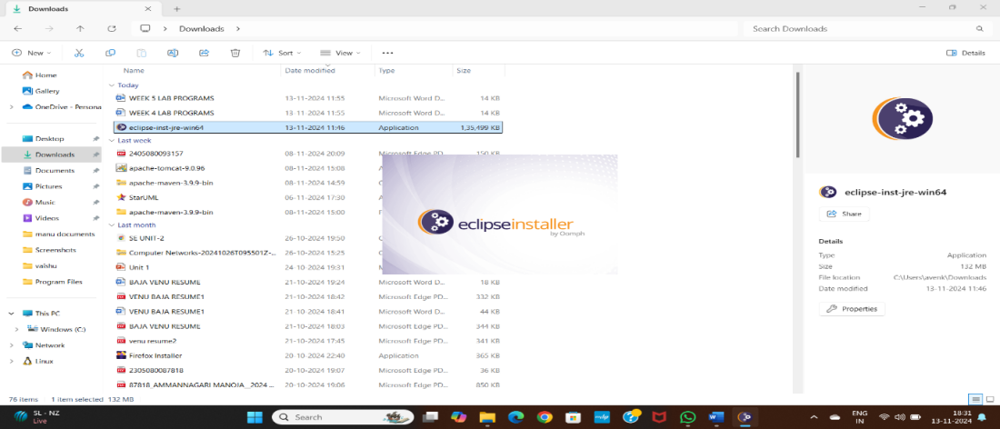 Downloads
Downloads
Search Downloads
New
Sort
View
Details
Home
Gallery
OneDrive - Persona
Desktop
Downloads
Documents
Pictures
Music
Videos
manu documents
Screenshots
vaishu
Program Files
This PC
Windows (C:)
Network
Linux
Name Date modified Type Size
Today
WEEK 5 LAB PROGRAMS 13-11-2024 11:55 Microsoft Word D... 14 KB
WEEK 4 LAB PROGRAMS 13-11-2024 11:55 Microsoft Word D... 14 KB
eclipse-inst-jre-win64 13-11-2024 11:46 Application 1,35,499 KB
Last week
2405080093157 08-11-2024 20:09 Microsoft Edge PD... 150 KB
apache-tomcat-9.0.96 08-11-2024 15:08
apache-maven-3.9.9-bin 08-11-2024 14:59
StarUML 06-11-2024 17:30
apache-maven-3.9.9-bin 08-11-2024 15:00
Last month
SE UNIT-2 26-10-2024 19:50
Computer Networks-20241026T095501Z-... 26-10-2024 15:25
Unit 1 24-10-2024 19:31
BAJA VENU RESUME 21-10-2024 19:24 Microsoft Word D... 18 KB
VENU BAJA RESUME1 21-10-2024 18:42 Microsoft Edge PD... 332 KB
VENU BAJA RESUME1 21-10-2024 18:41 Microsoft Word D... 44 KB
BAJA VENU RESUME 21-10-2024 18:03 Microsoft Edge PD... 344 KB
venu resume2 21-10-2024 17:45 Microsoft Edge PD... 341 KB
Firefox Installer 20-10-2024 22:40 Application 365 KB
2305080087818 20-10-2024 19:07 Microsoft Edge PD... 36 KB
87818_AMMANNAGARI MANOJA_2024 ... 20-10-2024 19:06 Microsoft Edge PD... 850 KB
eclipseinstaller
by Oomph
eclipse-inst-jre-win64
Share
Details
Type Application
Size 132 MB
File location C:\Users\avenk\Downloads
Date modified 13-11-2024 11:46
Properties
76 items 1 item selected 132 MB
SL - NZ
Live
Search
ENG
IN
18:31
13-11-2024